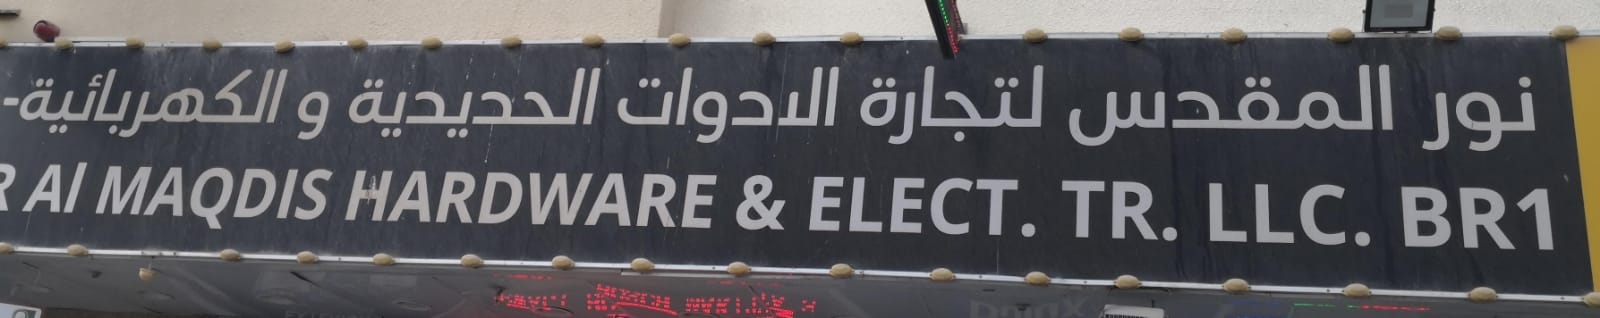 نور المقدس لتجارة الادوات الحديدية و الكهربائية-
R Al MAQDIS HARDWARE & ELECT. TR. LLC. BR1